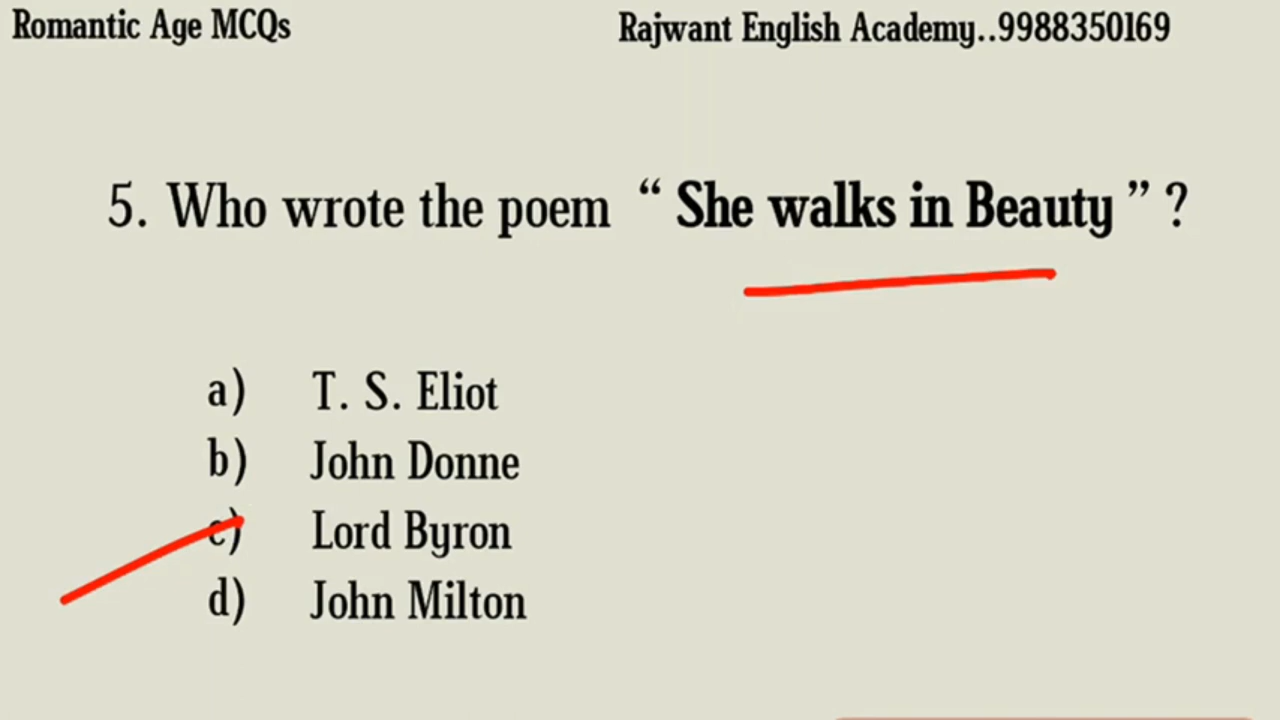 Romantic Age MCQs
Rajwant English Academy..9988350169
5. Who wrote the poem “ She walks in Beauty ” ?
a) T. S. Eliot
b) John Donne
c) Lord Byron
d) John Milton